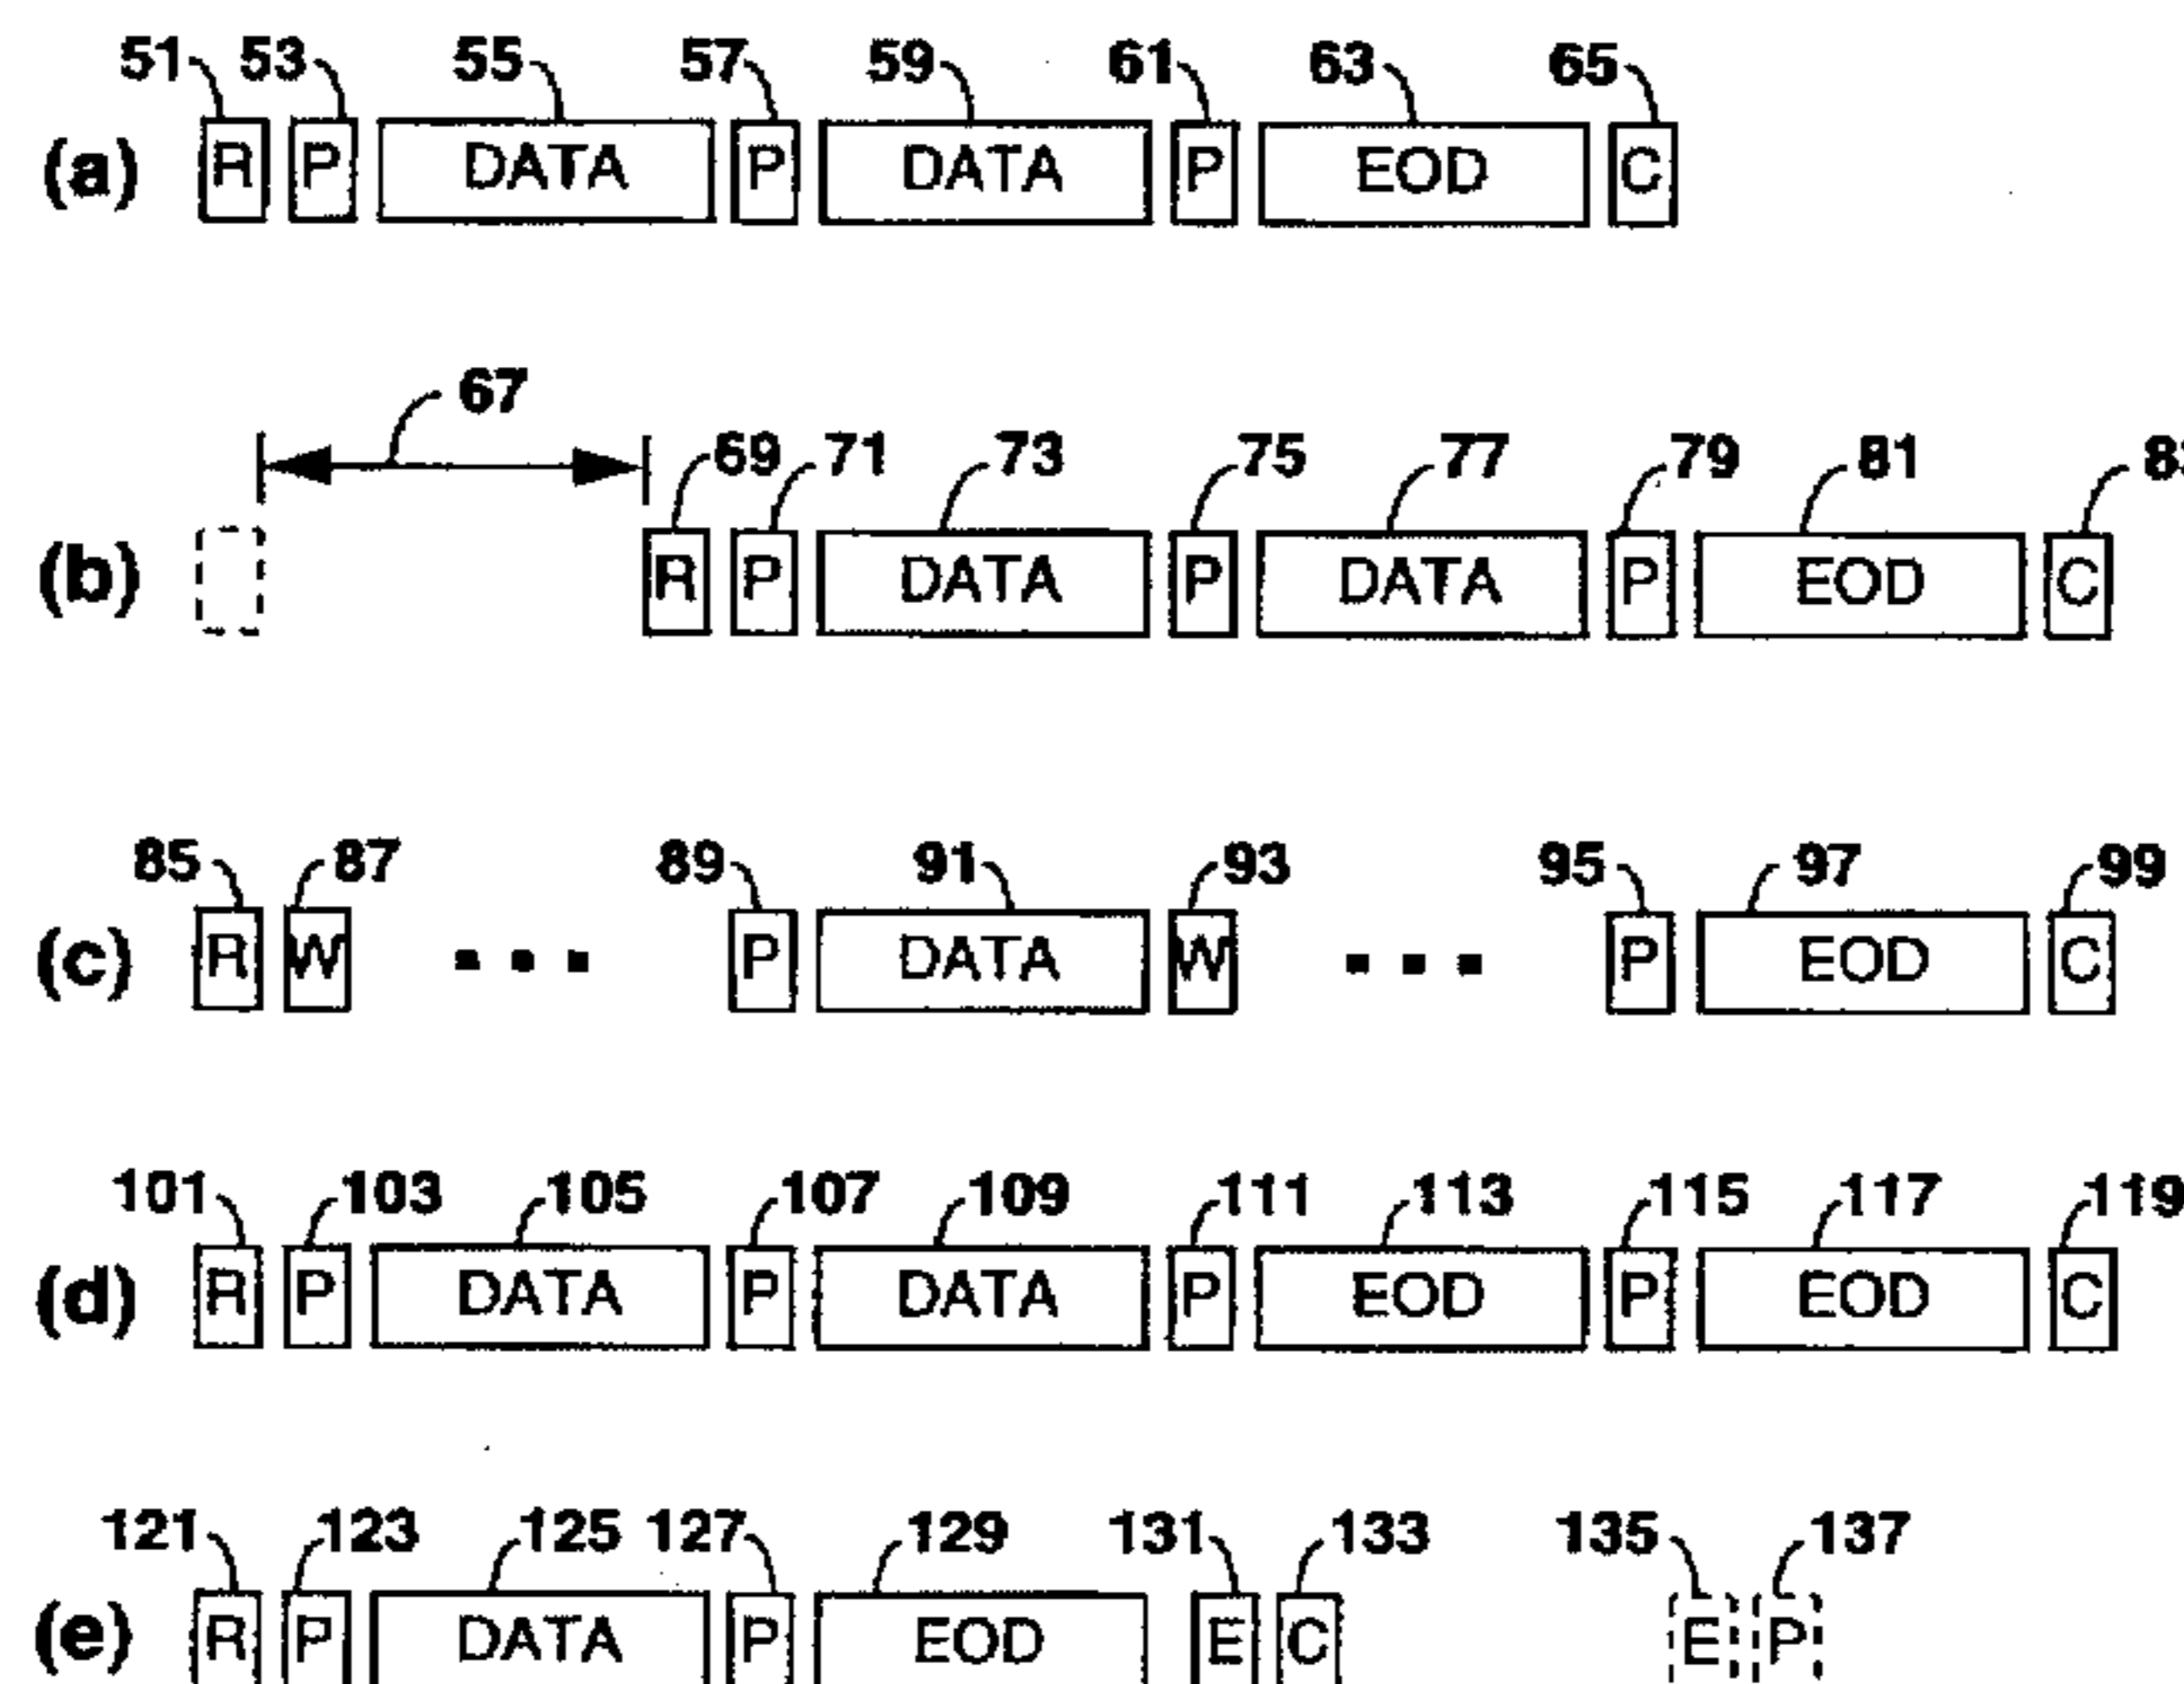 51 53 55 57 59 61 63 65
(a) R P DATA P DATA P EOD C
67
69 71 73 75 77 79 81
(b) R P DATA P DATA P EOD C
85 87 89 91 93 95 97 99
(c) R W ... P DATA W ... P EOD C
101 103 105 107 109 111 113 115 117 119
(d) R P DATA P DATA P EOD P EOD C
121 123 125 127 129 131 133 135 137
(e) R P DATA P EOD E C E P